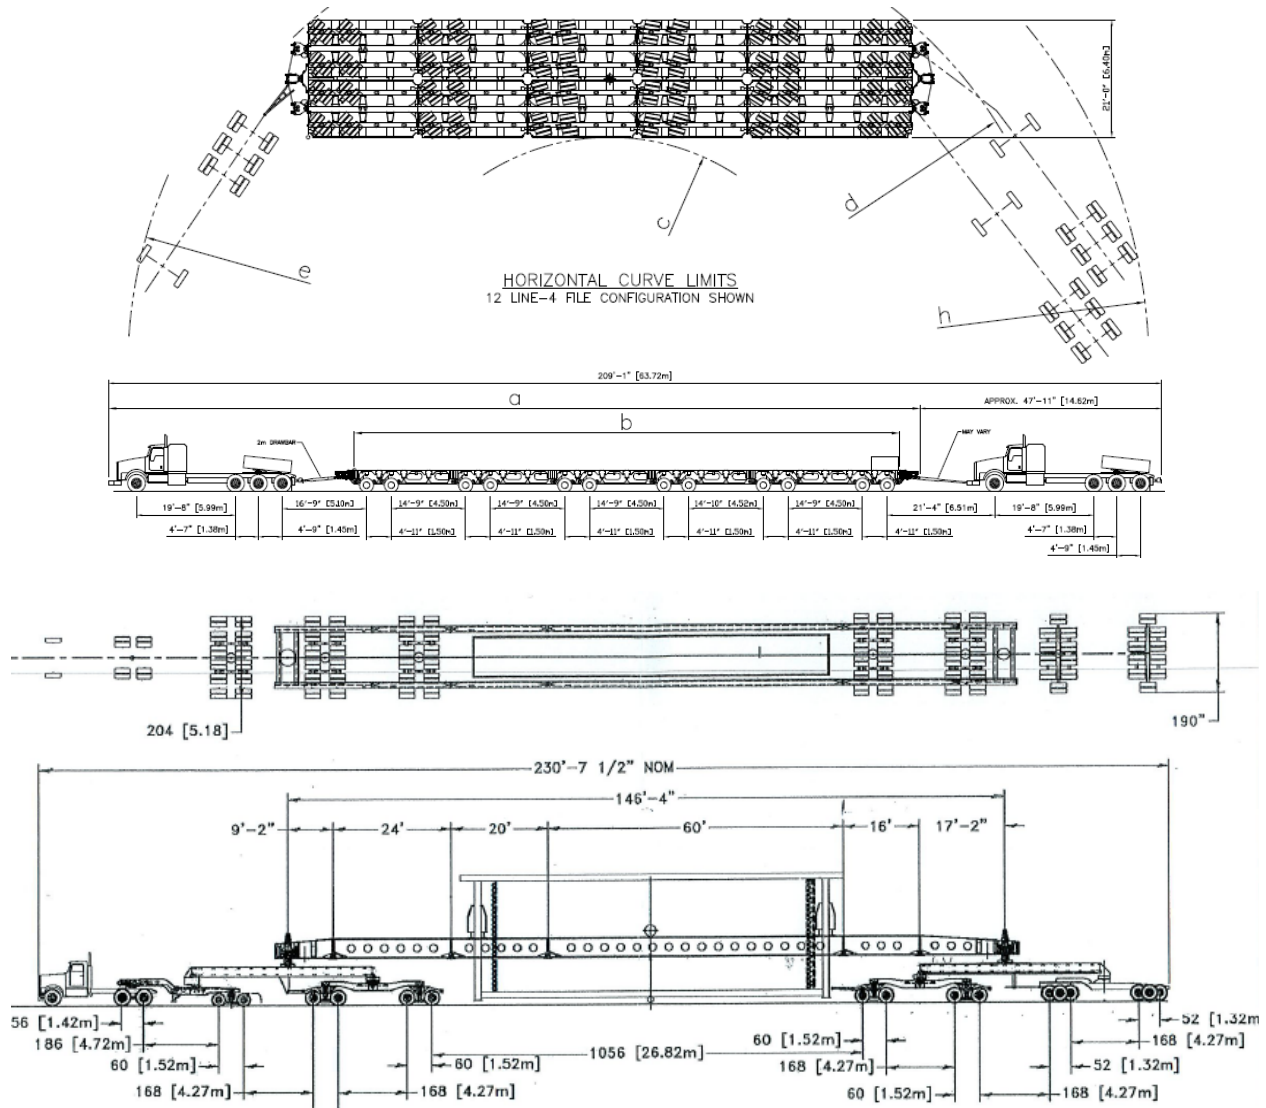 21'-0" [6.40m]
d
c
e
h
HORIZONTAL CURVE LIMITS
12 LINE-4 FILE CONFIGURATION SHOWN
209'-1" [63.72m]
a
APPROX. 47'-11" [14.62m]
b
2m DRAWBAR
MAY VARY
16'-9" [5.10m] 14'-9" [4.50m] 14'-9" [4.50m] 14'-9" [4.50m] 14'-10" [4.52m] 14'-9" [4.50m] 21'-4" [6.51m] 19'-8" [5.99m]
19'-8" [5.99m]
4'-7" [1.38m] 4'-9" [1.45m] 4'-11" [1.50m] 4'-11" [1.50m] 4'-11" [1.50m] 4'-11" [1.50m] 4'-11" [1.50m] 4'-11" [1.50m] 4'-7" [1.38m]
4'-9" [1.45m]
190"
204 [5.18]
230'-7 1/2" NOM
146'-4"
9'-2" 24' 20' 60' 16' 17'-2"
56 [1.42m]
186 [4.72m]
60 [1.52m]
168 [4.27m]
60 [1.52m]
168 [4.27m]
1056 [26.82m]
60 [1.52m]
168 [4.27m]
60 [1.52m]
52 [1.32m
168 [4.27m]
52 [1.32m]
168 [4.27m]